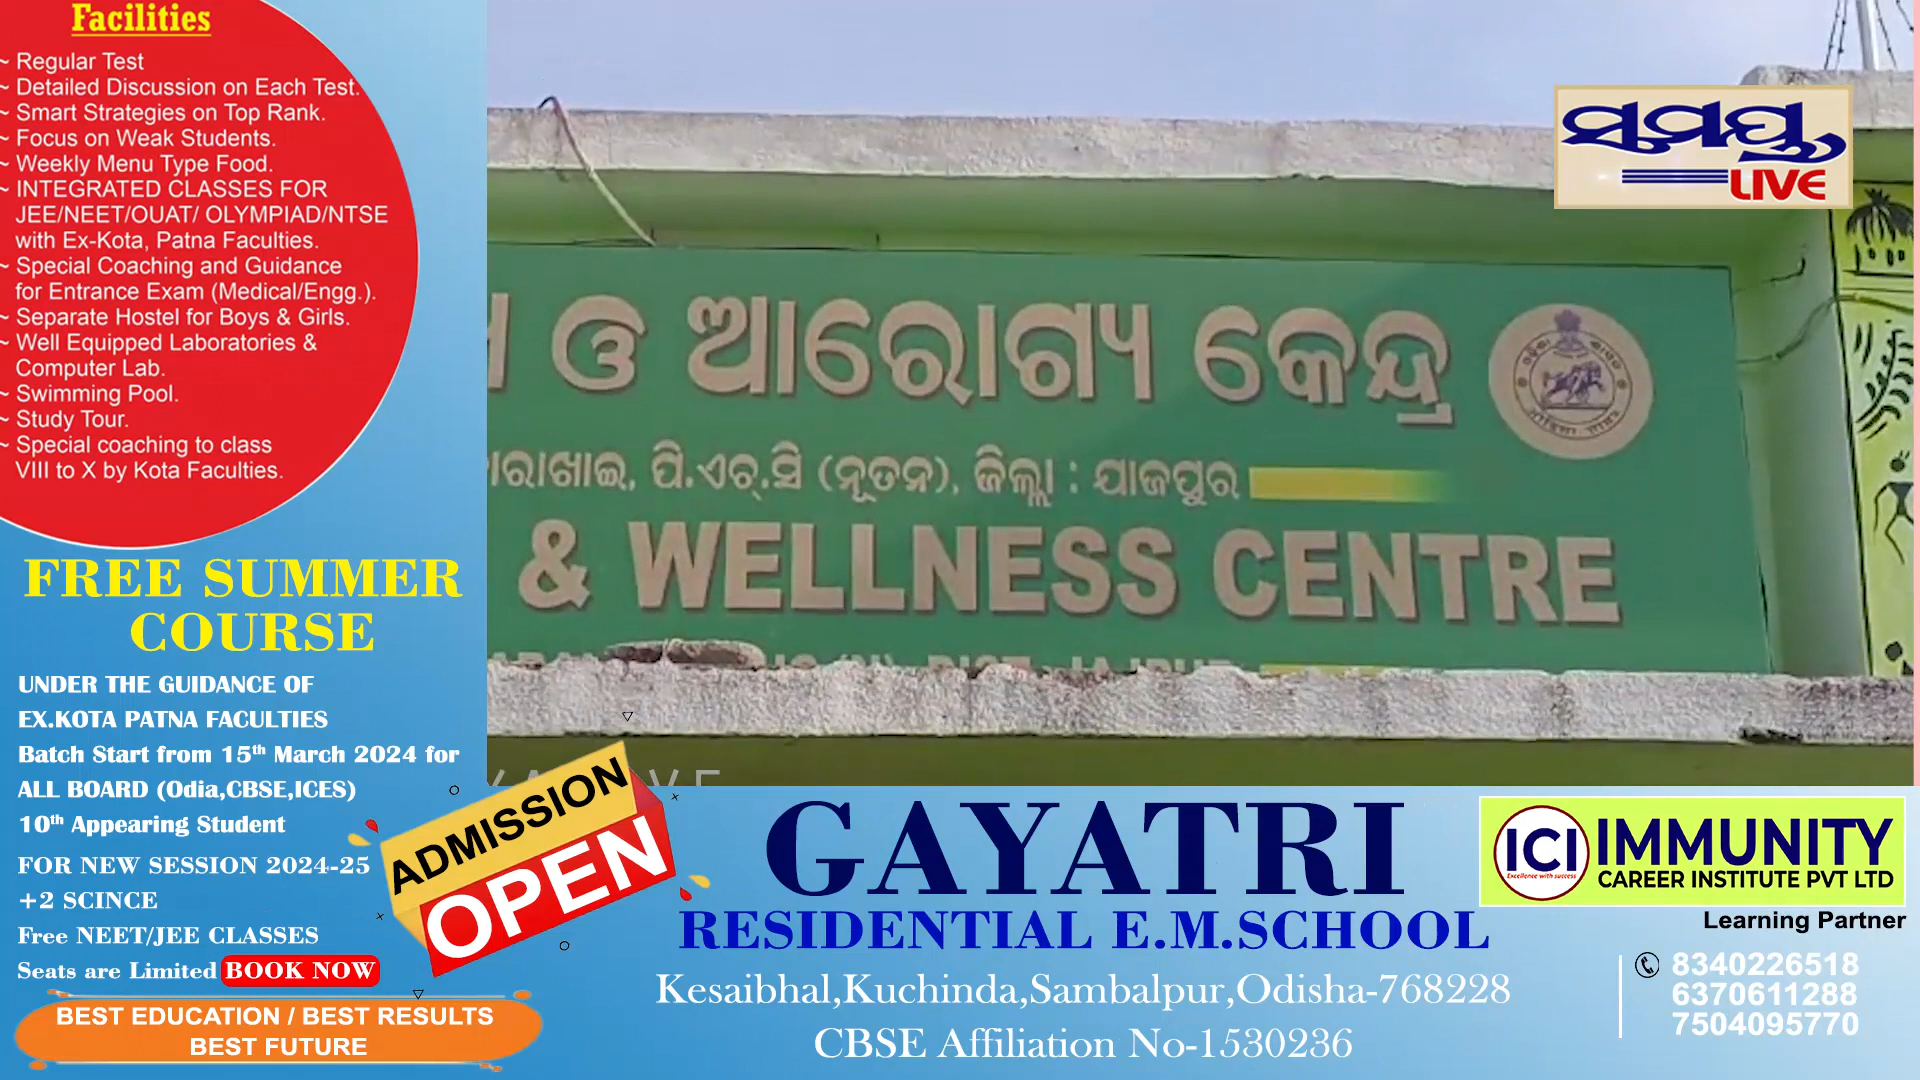 Facilities
~ Regular Test
~ Detailed Discussion on Each Test.
~ Smart Strategies on Top Rank.
~ Focus on Weak Students.
~ Weekly Menu Type Food.
~ INTEGRATED CLASSES FOR
JEE/NEET/OUAT/ OLYMPIAD/NTSE
with Ex-Kota, Patna Faculties.
~ Special Coaching and Guidance
for Entrance Exam (Medical/Engg.).
~ Separate Hostel for Boys & Girls.
~ Well Equipped Laboratories &
Computer Lab.
~ Swimming Pool.
~ Study Tour.
~ Special coaching to class
VIII to X by Kota Faculties.
FREE SUMMER
COURSE
UNDER THE GUIDANCE OF
EX.KOTA PATNA FACULTIES
Batch Start from 15th March 2024 for
ALL BOARD (Odia,CBSE,ICES)
10th Appearing Student
FOR NEW SESSION 2024-25
+2 SCINCE
Free NEET/JEE CLASSES
Seats are Limited BOOK NOW
BEST EDUCATION / BEST RESULTS
BEST FUTURE
ଓ ଆରୋଗ୍ୟ କେନ୍ଦ୍ର
ପି.ଏଚ୍.ସି (ନୂତନ), ଜିଲ୍ଲା : ଯାଜପୁର
& WELLNESS CENTRE
LIVE
ADMISSION
OPEN
GAYATRI
RESIDENTIAL E.M.SCHOOL
Kesaibhal,Kuchinda,Sambalpur,Odisha-768228
CBSE Affiliation No-1530236
ICI
Excellence with success
IMMUNITY
CAREER INSTITUTE PVT LTD
Learning Partner
8340226518
6370611288
7504095770